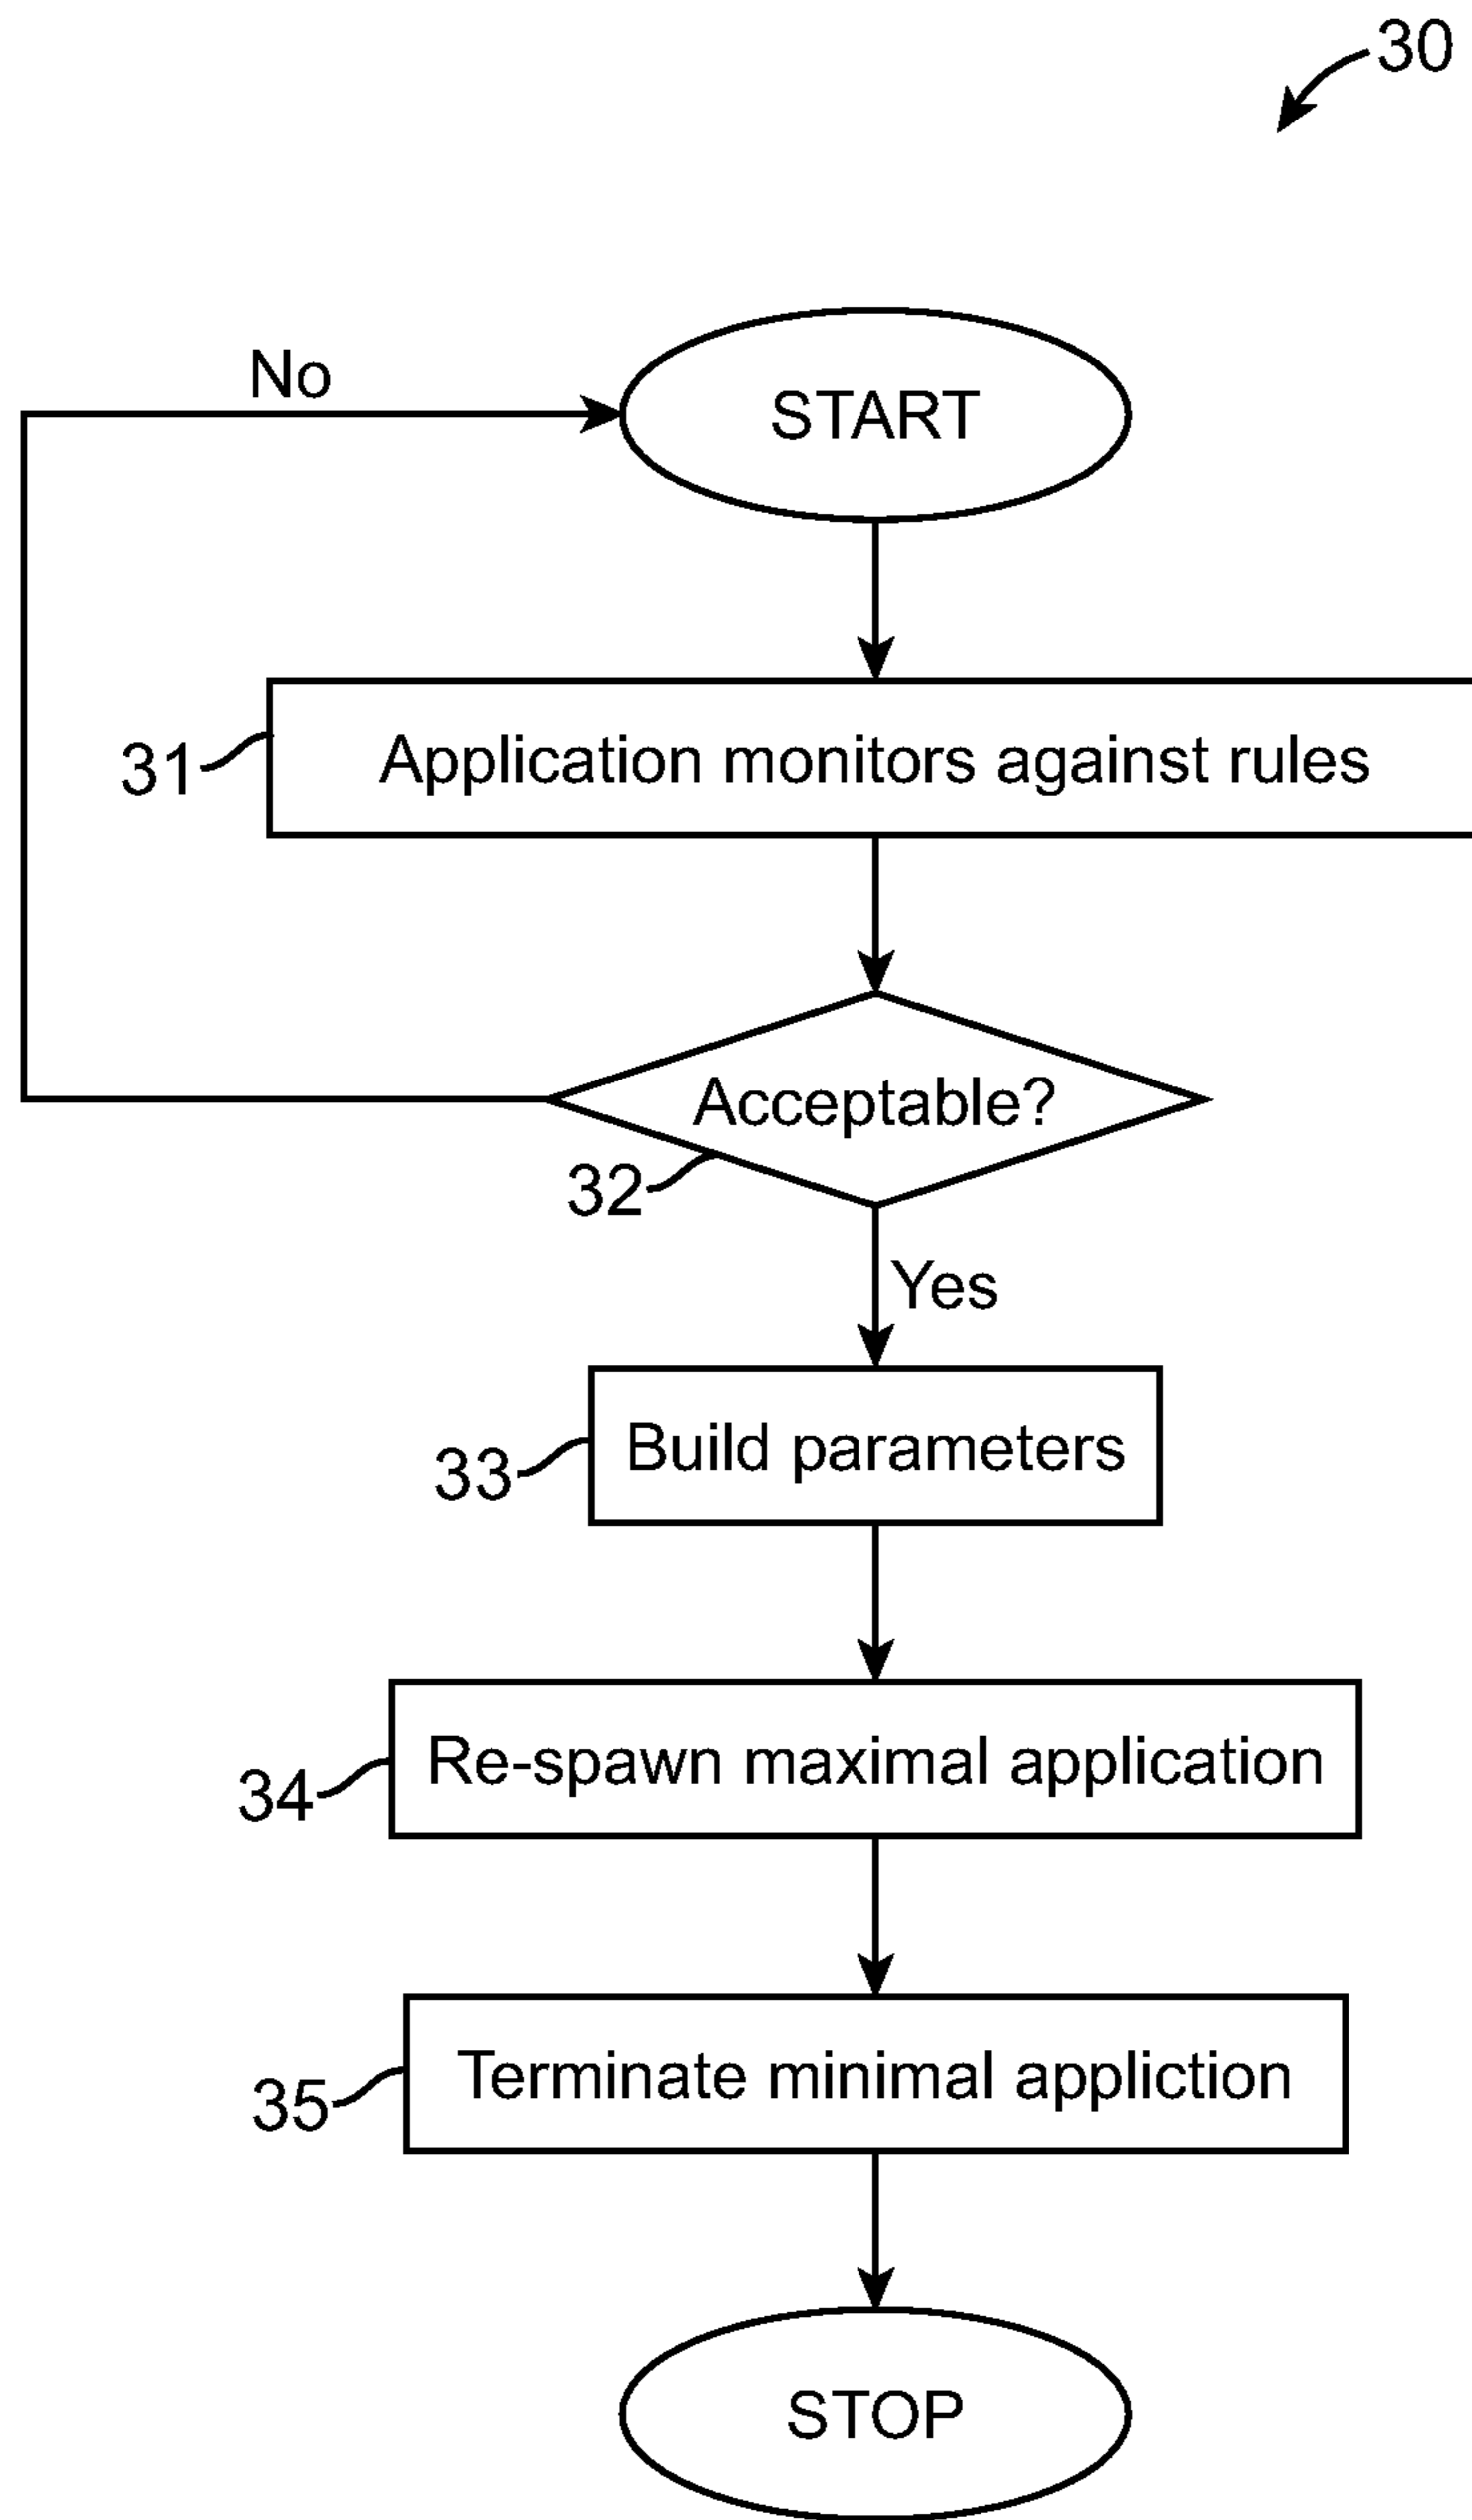 30
No
START
31
Application monitors against rules
Acceptable?
32
Yes
33
Build parameters
34
Re-spawn maximal application
35
Terminate minimal appliction
STOP